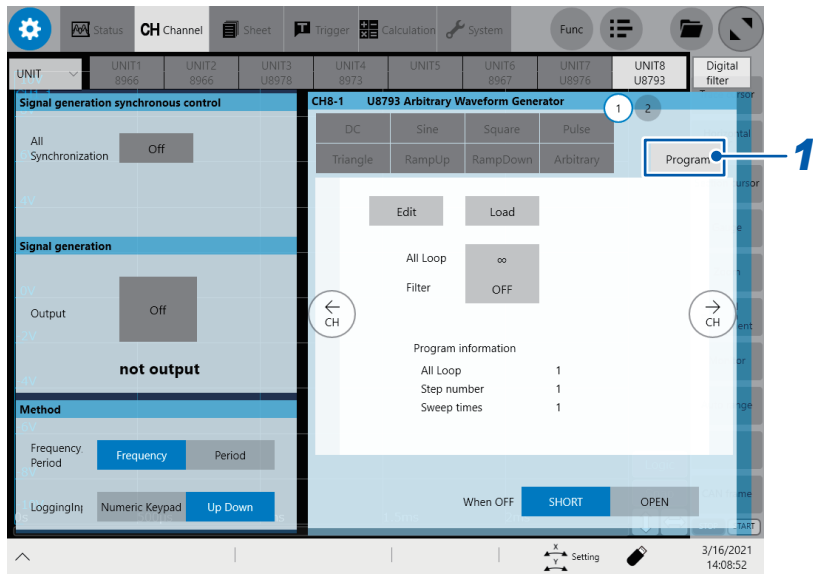 Status CH Channel Sheet T Trigger Calculation System Func
UNIT UNIT1 UNIT2 UNIT3 UNIT4 UNIT5 UNIT6 UNIT7 UNIT8 Digital
8966 8966 U8978 8973 8967 U8976 U8793 filter
Signal generation synchronous control
All
Synchronization Off
Signal generation
Output Off
not output
Method
Frequency
Period Frequency Period
LoggingIn Numeric Keypad Up Down
CH8-1 U8793 Arbitrary Waveform Generator 1 2
DC Sine Square Pulse
Triangle RampUp RampDown Arbitrary Program 1
Edit Load
All Loop ∞
Filter OFF
← CH → CH
Program information
All Loop 1
Step number 1
Sweep times 1
When OFF SHORT OPEN
X Y Setting 3/16/2021
14:08:52